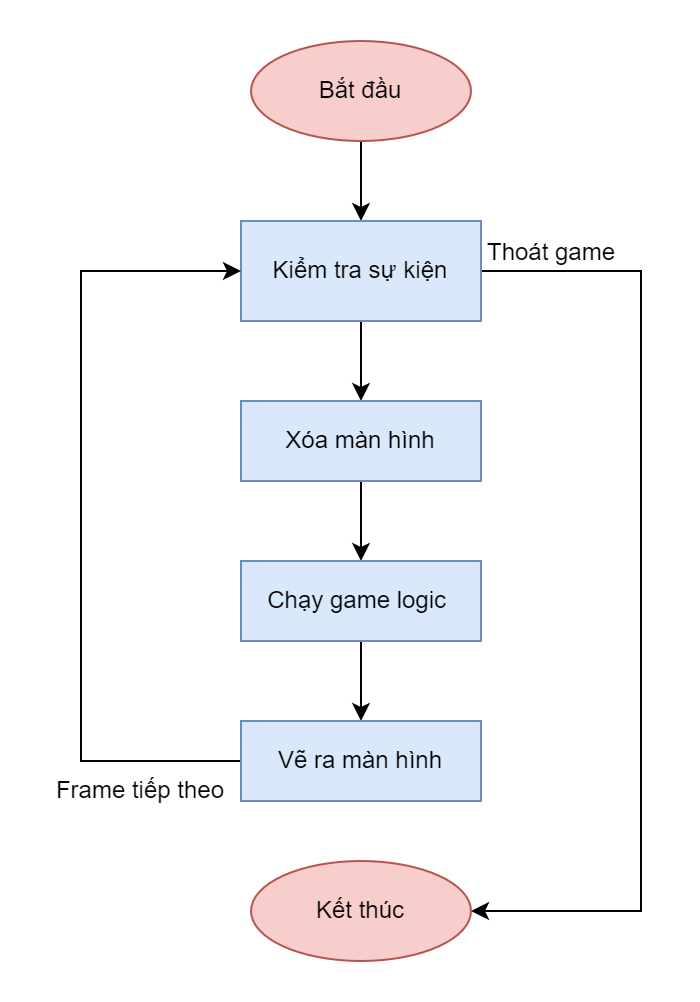 Bắt đầu
Kiểm tra sự kiện
Thoát game
Xóa màn hình
Chạy game logic
Vẽ ra màn hình
Frame tiếp theo
Kết thúc